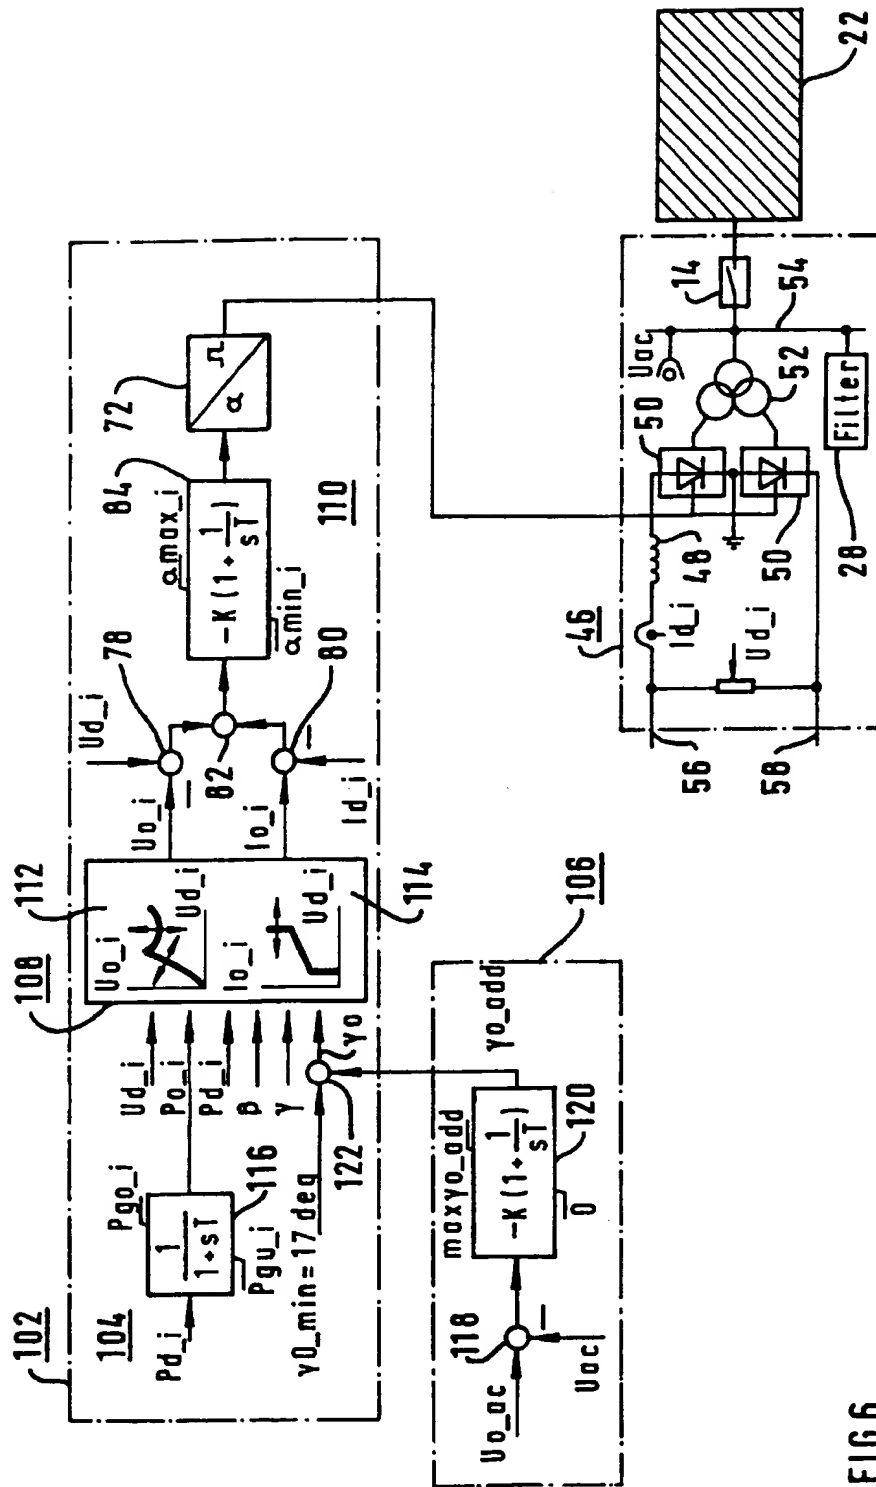 102
104
Pd_i
1
1+sT
Pgo_i
Pgu_i
116
γ0_min=17deg
122
Ud_i
Po_i
Pd_i
β
γ
γo
108
112
Uo_i
Ud_i
Io_i
Ud_i
114
Uo_i
Io_i
Ud_i
78
82
80
Id_i
−
−
αmax_i
84
-K(1+1/sT)
αmin_i
110
72
α
106
Uo_ac
118
Uac
−
maxγo_add
-K(1+1/sT)
0
120
γo_add
46
56
58
Id_i
Ud_i
48
50
50
Uac
52
54
14
Filter
28
22
FIG 6